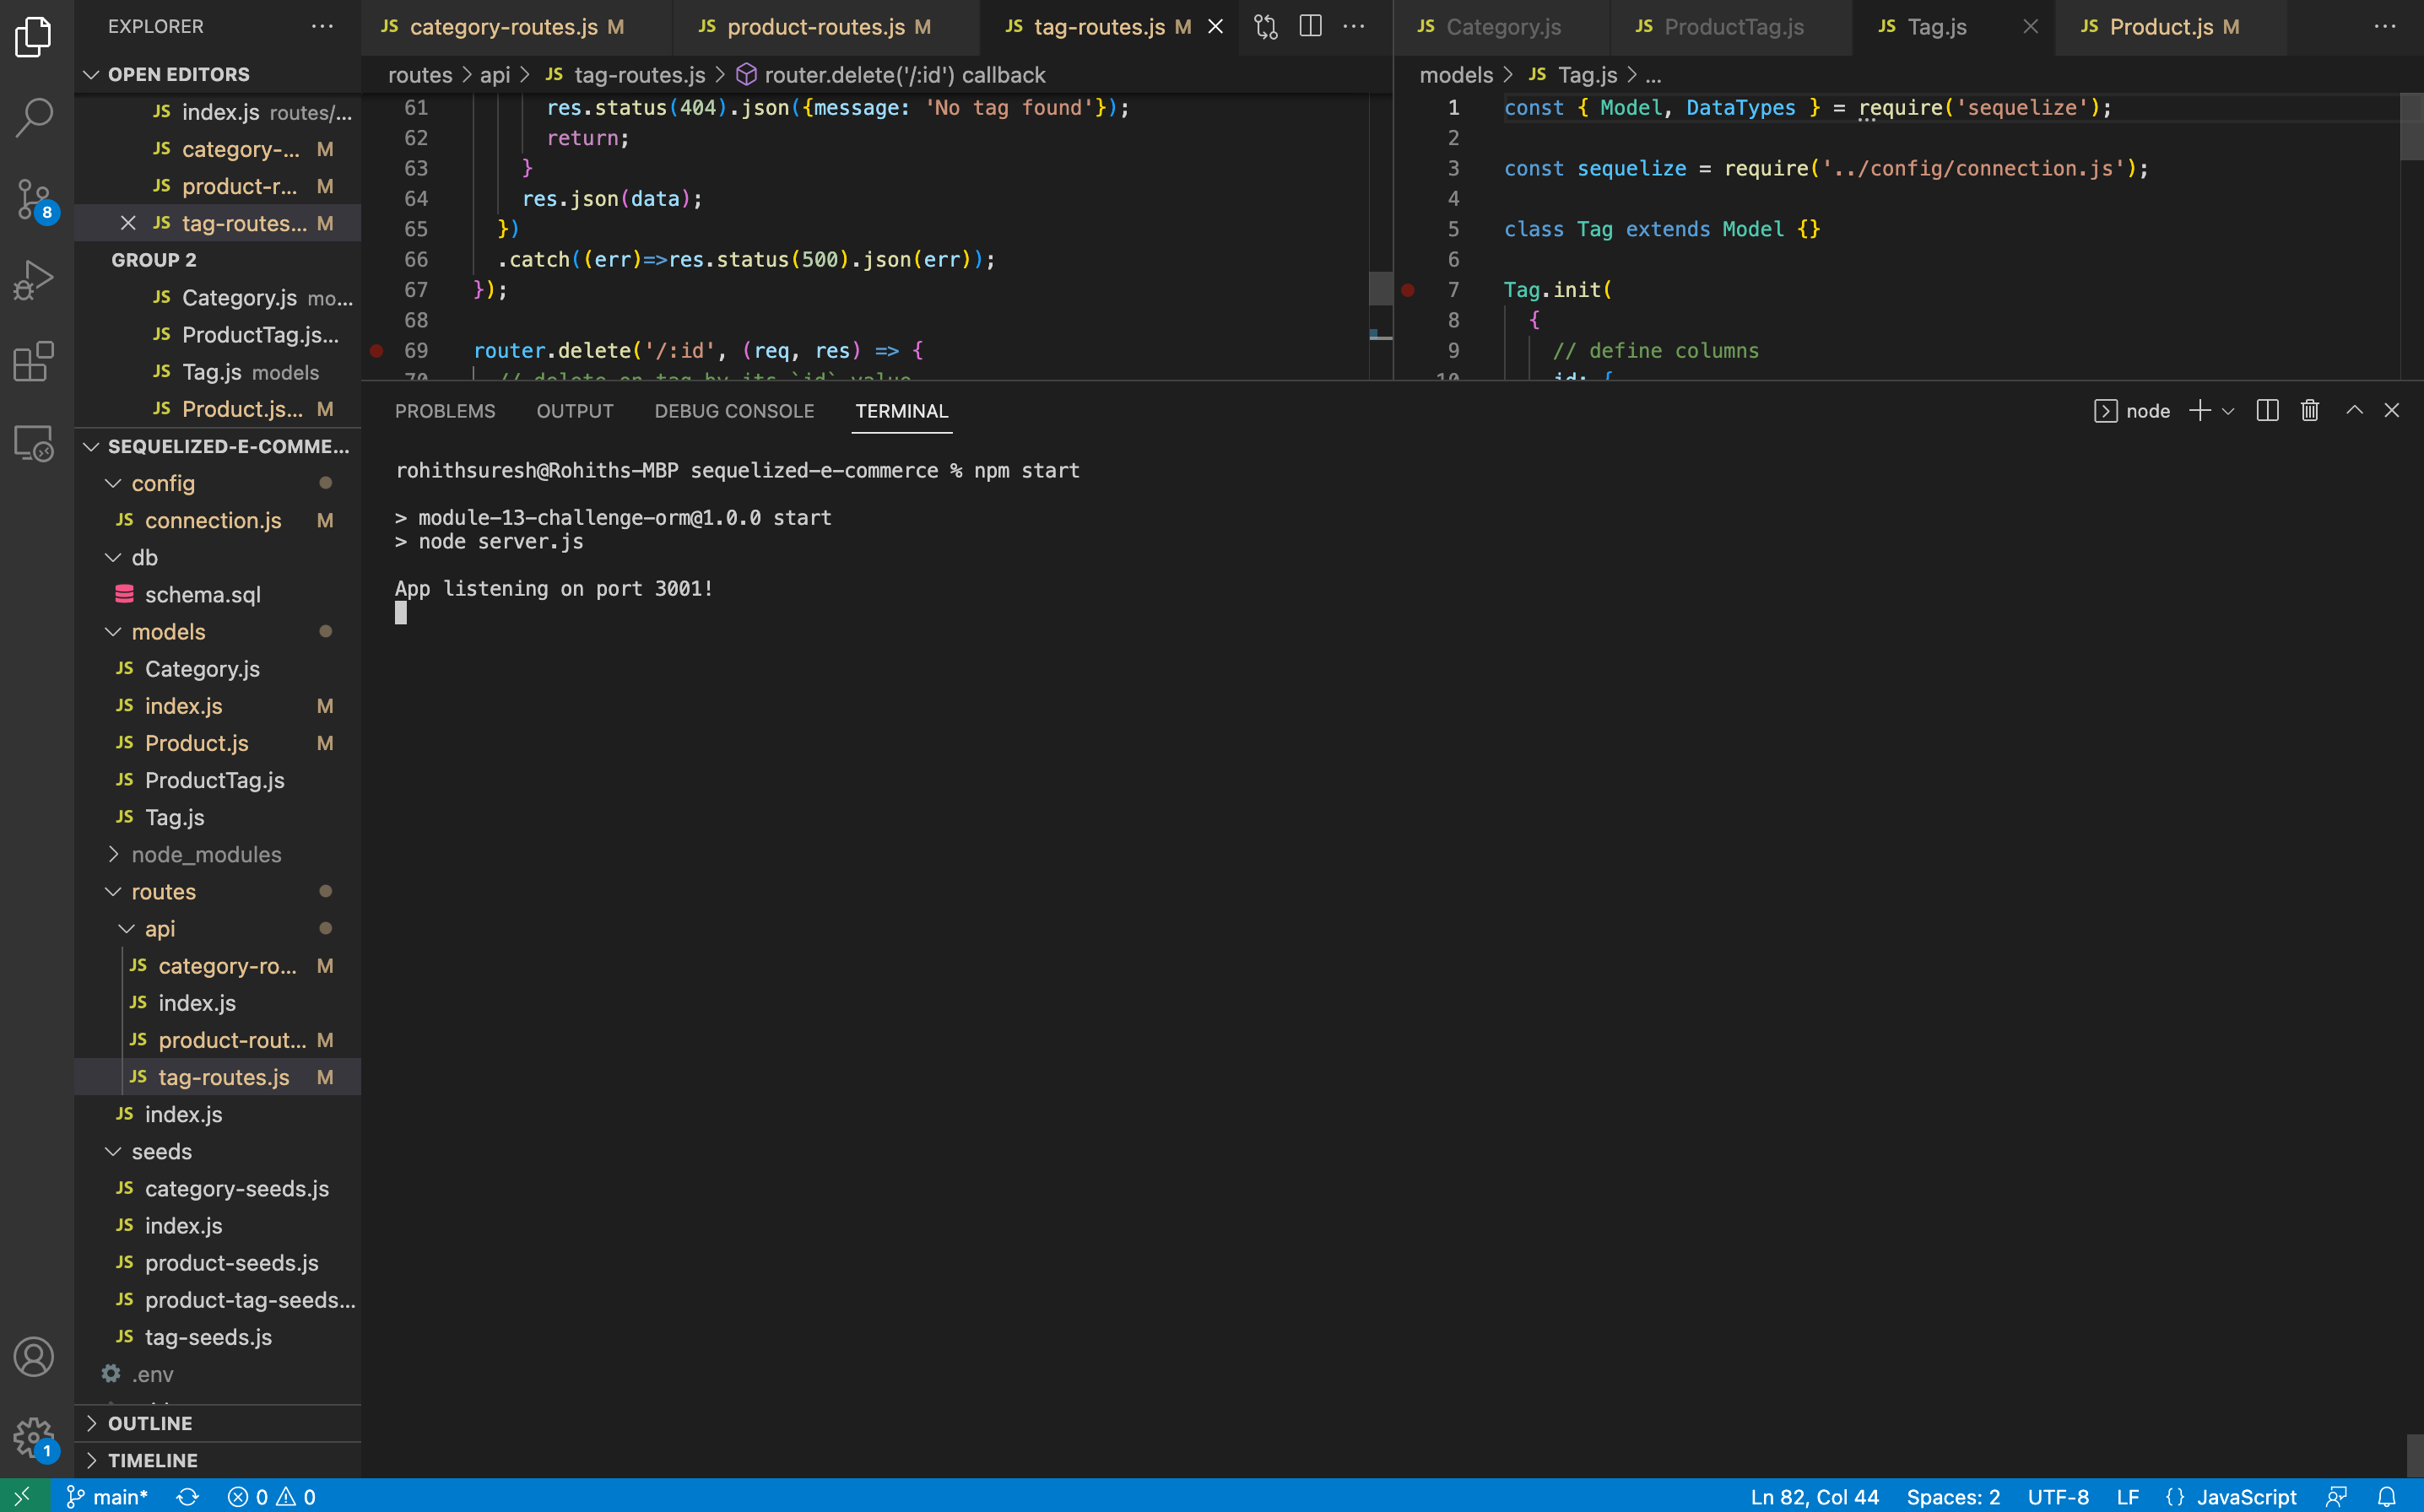 EXPLORER
OPEN EDITORS
JS index.js routes/...
JS category-... M
JS product-r... M
JS tag-routes... M
GROUP 2
JS Category.js mo...
JS ProductTag.js...
JS Tag.js models
JS Product.js... M
SEQUELIZED-E-COMME...
config
JS connection.js M
db
schema.sql
models
JS Category.js
JS index.js M
JS Product.js M
JS ProductTag.js
JS Tag.js
node_modules
routes
api
JS category-ro... M
JS index.js
JS product-rout... M
JS tag-routes.js M
JS index.js
seeds
JS category-seeds.js
JS index.js
JS product-seeds.js
JS product-tag-seeds...
JS tag-seeds.js
.env
OUTLINE
TIMELINE
8
1
JS category-routes.js M
JS product-routes.js M
JS tag-routes.js M
routes > api > JS tag-routes.js > router.delete('/:id') callback
61 res.status(404).json({message: 'No tag found'});
62 return;
63 }
64 res.json(data);
65 })
66 .catch((err)=>res.status(500).json(err));
67 });
68
69 router.delete('/:id', (req, res) => {
70 // delete on tag by its `id` value
JS Category.js
JS ProductTag.js
JS Tag.js
JS Product.js M
models > JS Tag.js > ...
1 const { Model, DataTypes } = require('sequelize');
2
3 const sequelize = require('../config/connection.js');
4
5 class Tag extends Model {}
6
7 Tag.init(
8 {
9 // define columns
10 id: {
PROBLEMS OUTPUT DEBUG CONSOLE TERMINAL
node
rohithsuresh@Rohiths-MBP sequelized-e-commerce % npm start
> module-13-challenge-orm@1.0.0 start
> node server.js
App listening on port 3001!
main* 0 0
Ln 82, Col 44 Spaces: 2 UTF-8 LF {} JavaScript